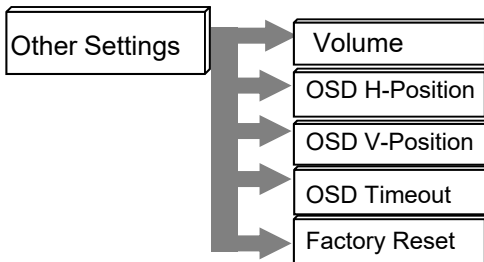 Other Settings
Volume
OSD H-Position
OSD V-Position
OSD Timeout
Factory Reset